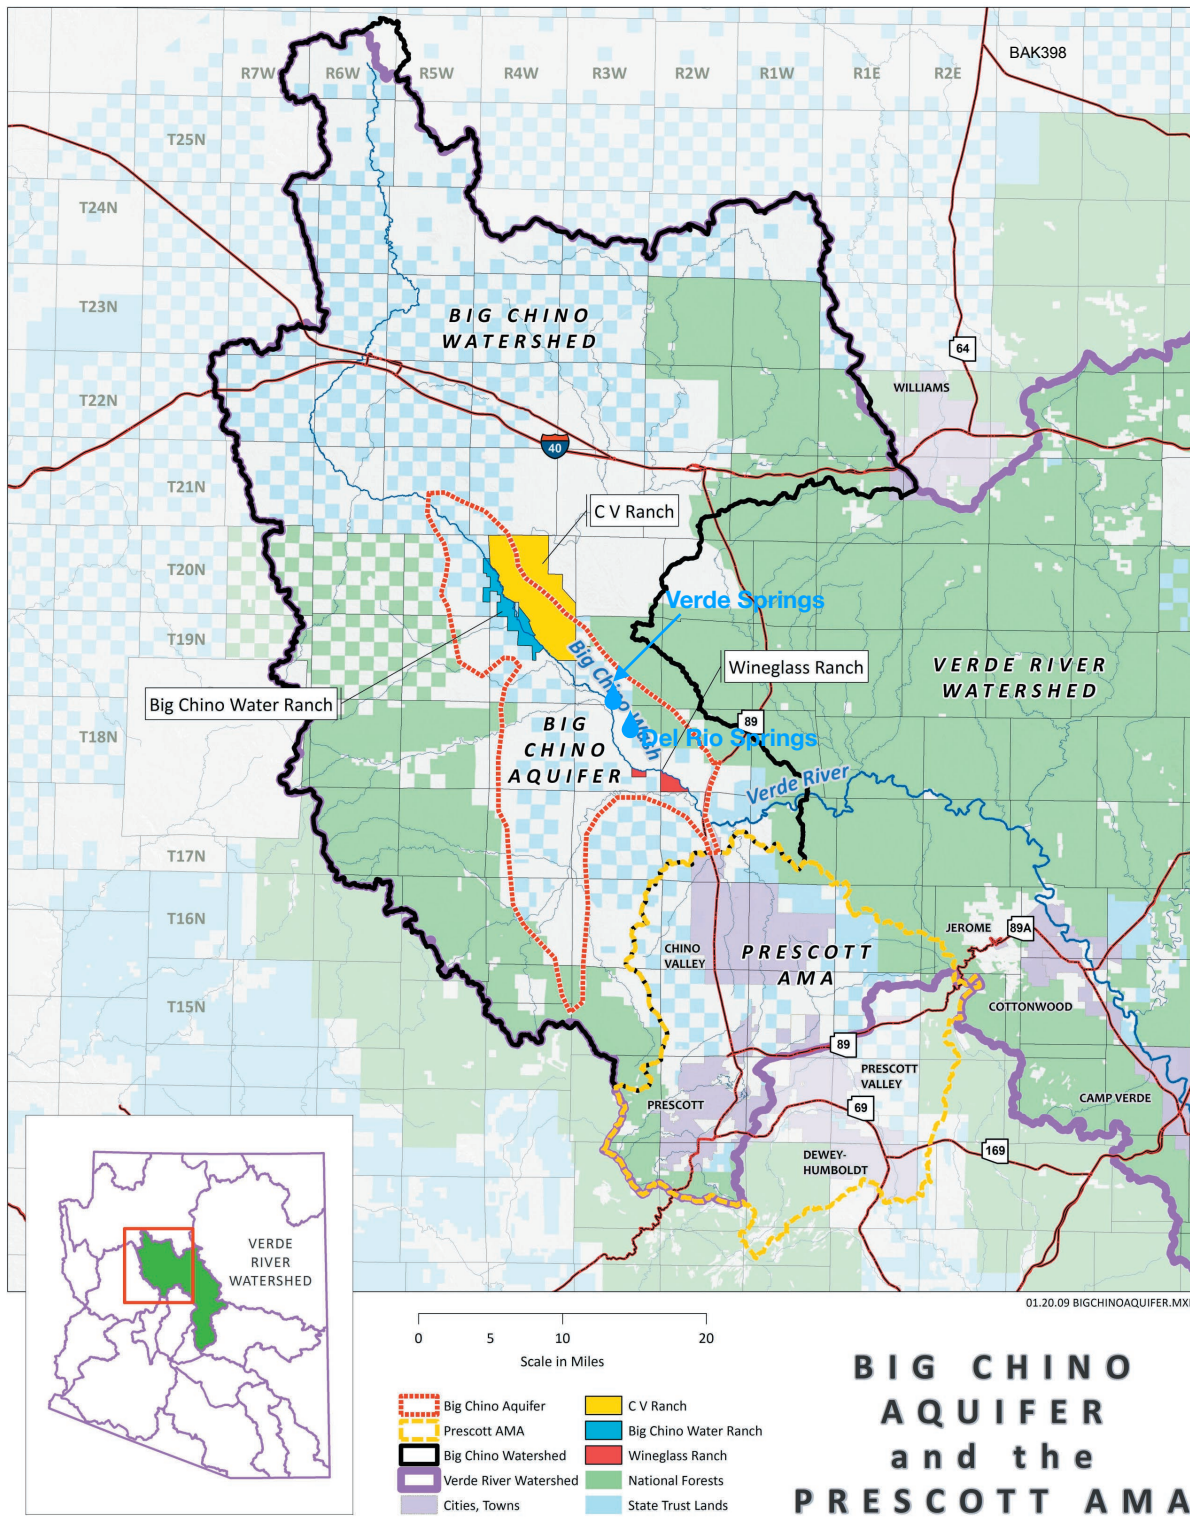 BAK398
R7W
R6W
R5W
R4W
R3W
R2W
R1W
R1E
R2E
T25N
T24N
T23N
T22N
T21N
T20N
T19N
T18N
T17N
T16N
T15N
BIG CHINO
WATERSHED
64
WILLIAMS
40
C V Ranch
Verde Springs
Big Chino Wash
Wineglass Ranch
VERDE RIVER
WATERSHED
Big Chino Water Ranch
BIG
CHINO
AQUIFER
89
Del Rio Springs
Verde River
CHINO
VALLEY
PRESCOTT
AMA
JEROME
89A
COTTONWOOD
89
PRESCOTT
VALLEY
PRESCOTT
69
CAMP VERDE
DEWEY-
HUMBOLDT
169
VERDE
RIVER
WATERSHED
01.20.09 BIGCHINOAQUIFER.MX
0 5 10 20
Scale in Miles
Big Chino Aquifer
Prescott AMA
Big Chino Watershed
Verde River Watershed
Cities, Towns
C V Ranch
Big Chino Water Ranch
Wineglass Ranch
National Forests
State Trust Lands
BIG CHINO
AQUIFER
and the
PRESCOTT AMA